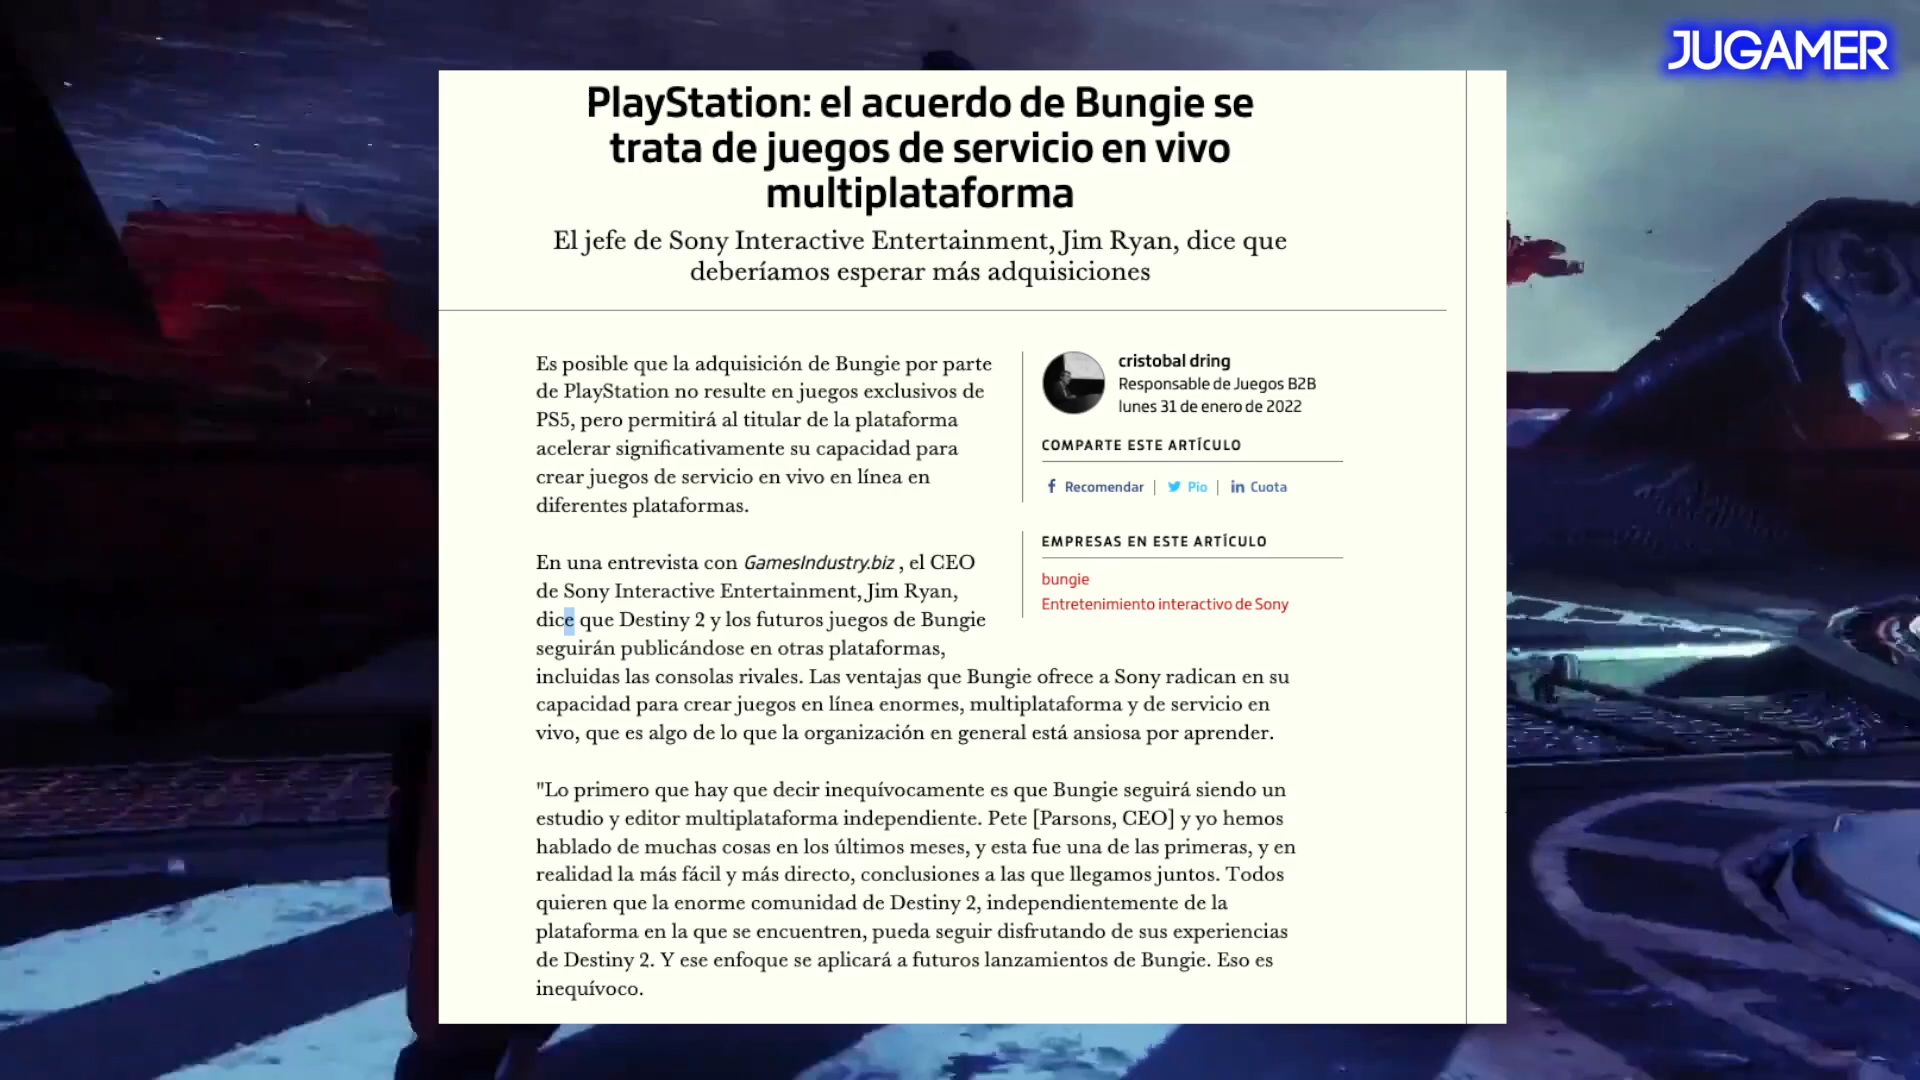 JUGAMER
PlayStation: el acuerdo de Bungie se
trata de juegos de servicio en vivo
multiplataforma
El jefe de Sony Interactive Entertainment, Jim Ryan, dice que
deberíamos esperar más adquisiciones
Es posible que la adquisición de Bungie por parte
de PlayStation no resulte en juegos exclusivos de
PS5, pero permitirá al titular de la plataforma
acelerar significativamente su capacidad para
crear juegos de servicio en vivo en línea en
diferentes plataformas.
cristobal dring
Responsable de Juegos B2B
lunes 31 de enero de 2022
COMPARTE ESTE ARTÍCULO
Recomendar | Pío | in Cuota
EMPRESAS EN ESTE ARTÍCULO
bungie
Entretenimiento interactivo de Sony
En una entrevista con GamesIndustry.biz , el CEO
de Sony Interactive Entertainment, Jim Ryan,
dice que Destiny 2 y los futuros juegos de Bungie
seguirán publicándose en otras plataformas,
incluidas las consolas rivales. Las ventajas que Bungie ofrece a Sony radican en su
capacidad para crear juegos en línea enormes, multiplataforma y de servicio en
vivo, que es algo de lo que la organización en general está ansiosa por aprender.
"Lo primero que hay que decir inequívocamente es que Bungie seguirá siendo un
estudio y editor multiplataforma independiente. Pete [Parsons, CEO] y yo hemos
hablado de muchas cosas en los últimos meses, y esta fue una de las primeras, y en
realidad la más fácil y más directo, conclusiones a las que llegamos juntos. Todos
quieren que la enorme comunidad de Destiny 2, independientemente de la
plataforma en la que se encuentren, pueda seguir disfrutando de sus experiencias
de Destiny 2. Y ese enfoque se aplicará a futuros lanzamientos de Bungie. Eso es
inequívoco.